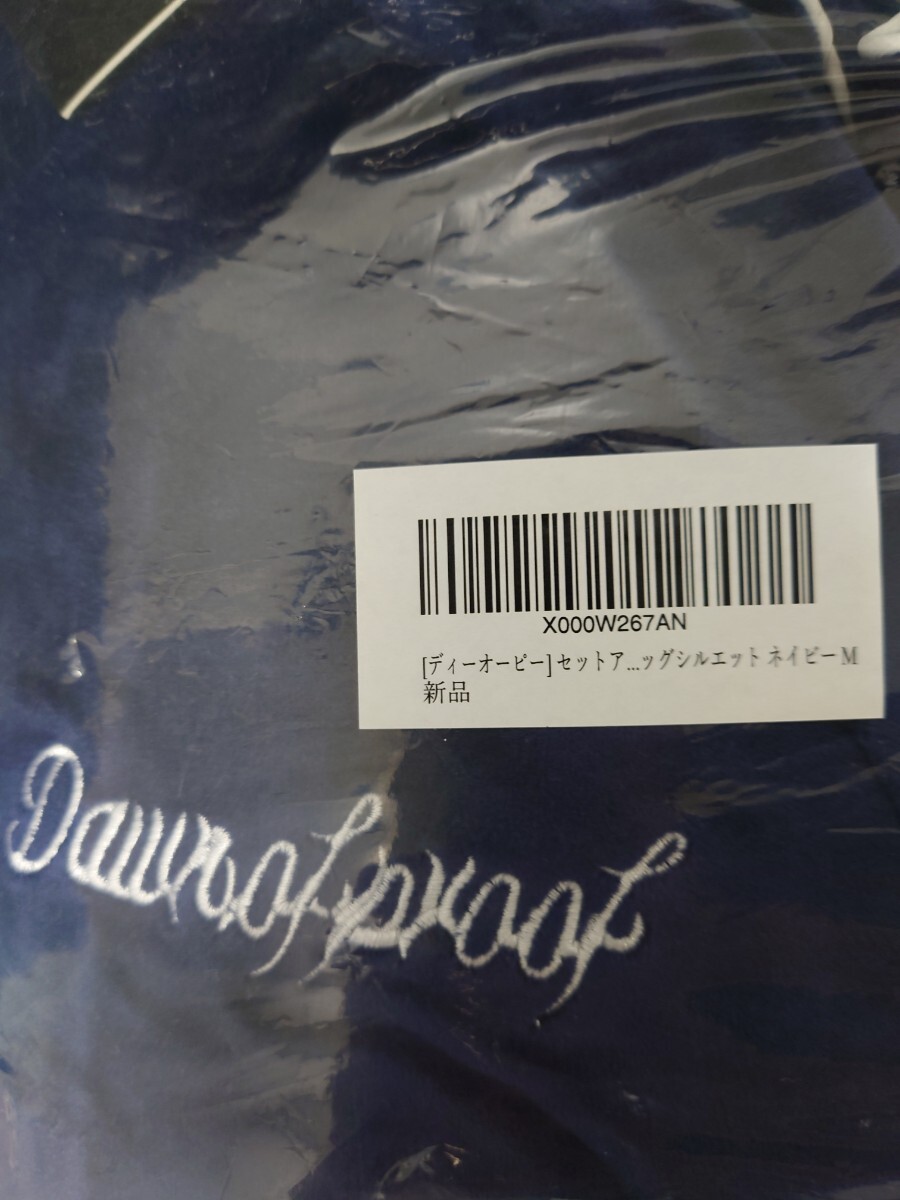 X000W267AN
[ディーオーピー] セットア...ッグシルエット ネイビー M
新品
Dawn of proof